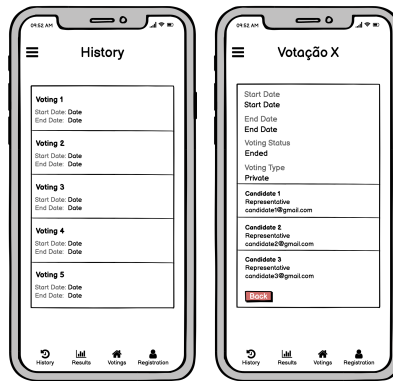 09:52 AM
History
Voting 1
Start Date: Date
End Date: Date
Voting 2
Start Date: Date
End Date: Date
Voting 3
Start Date: Date
End Date: Date
Voting 4
Start Date: Date
End Date: Date
Voting 5
Start Date: Date
End Date: Date
History Results Votings Registration
09:52 AM
Votação X
Start Date
Start Date
End Date
End Date
Voting Status
Ended
Voting Type
Private
Candidate 1
Representative
candidate1@gmail.com
Candidate 2
Representative
candidate2@gmail.com
Candidate 3
Representative
candidate3@gmail.com
Back
History Results Votings Registration